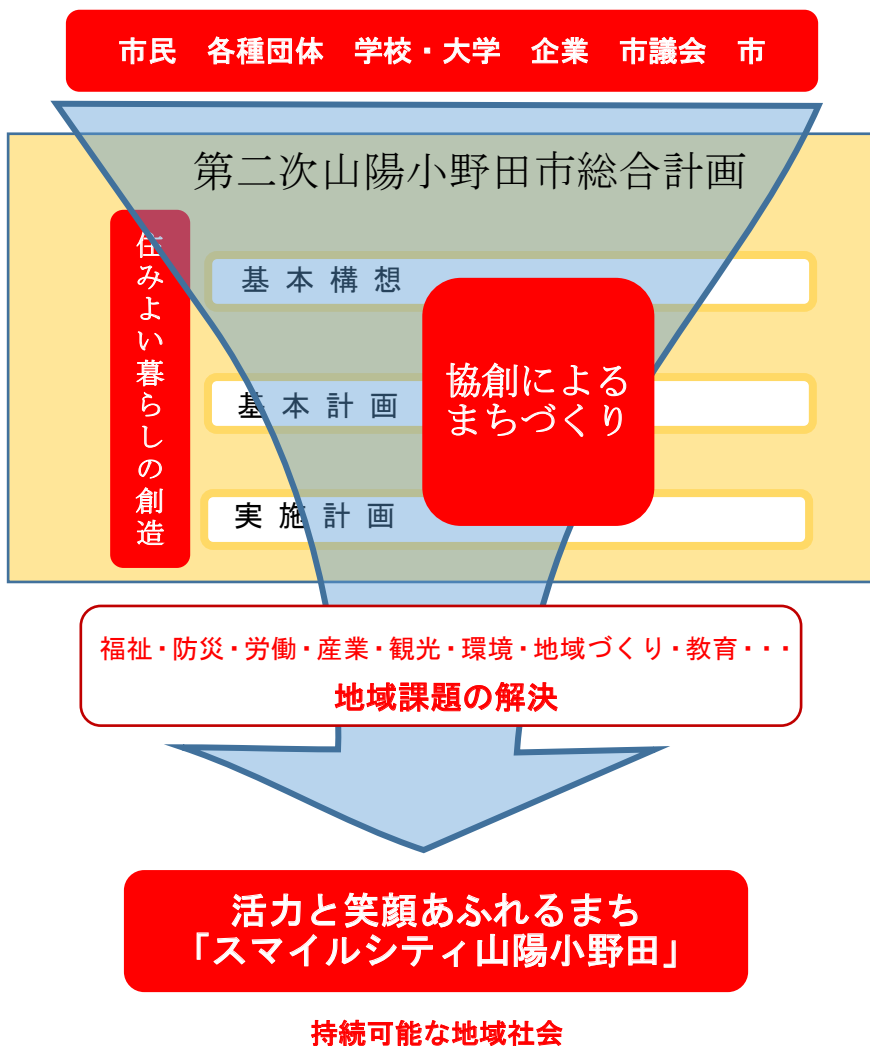 市民　各種団体　学校・大学　企業　市議会　市
第二次山陽小野田市総合計画
住みよい暮らしの創造
基本構想
基本計画
実施計画
協創による
まちづくり
福祉・防災・労働・産業・観光・環境・地域づくり・教育・・・
地域課題の解決
活力と笑顔あふれるまち
「スマイルシティ山陽小野田」
持続可能な地域社会